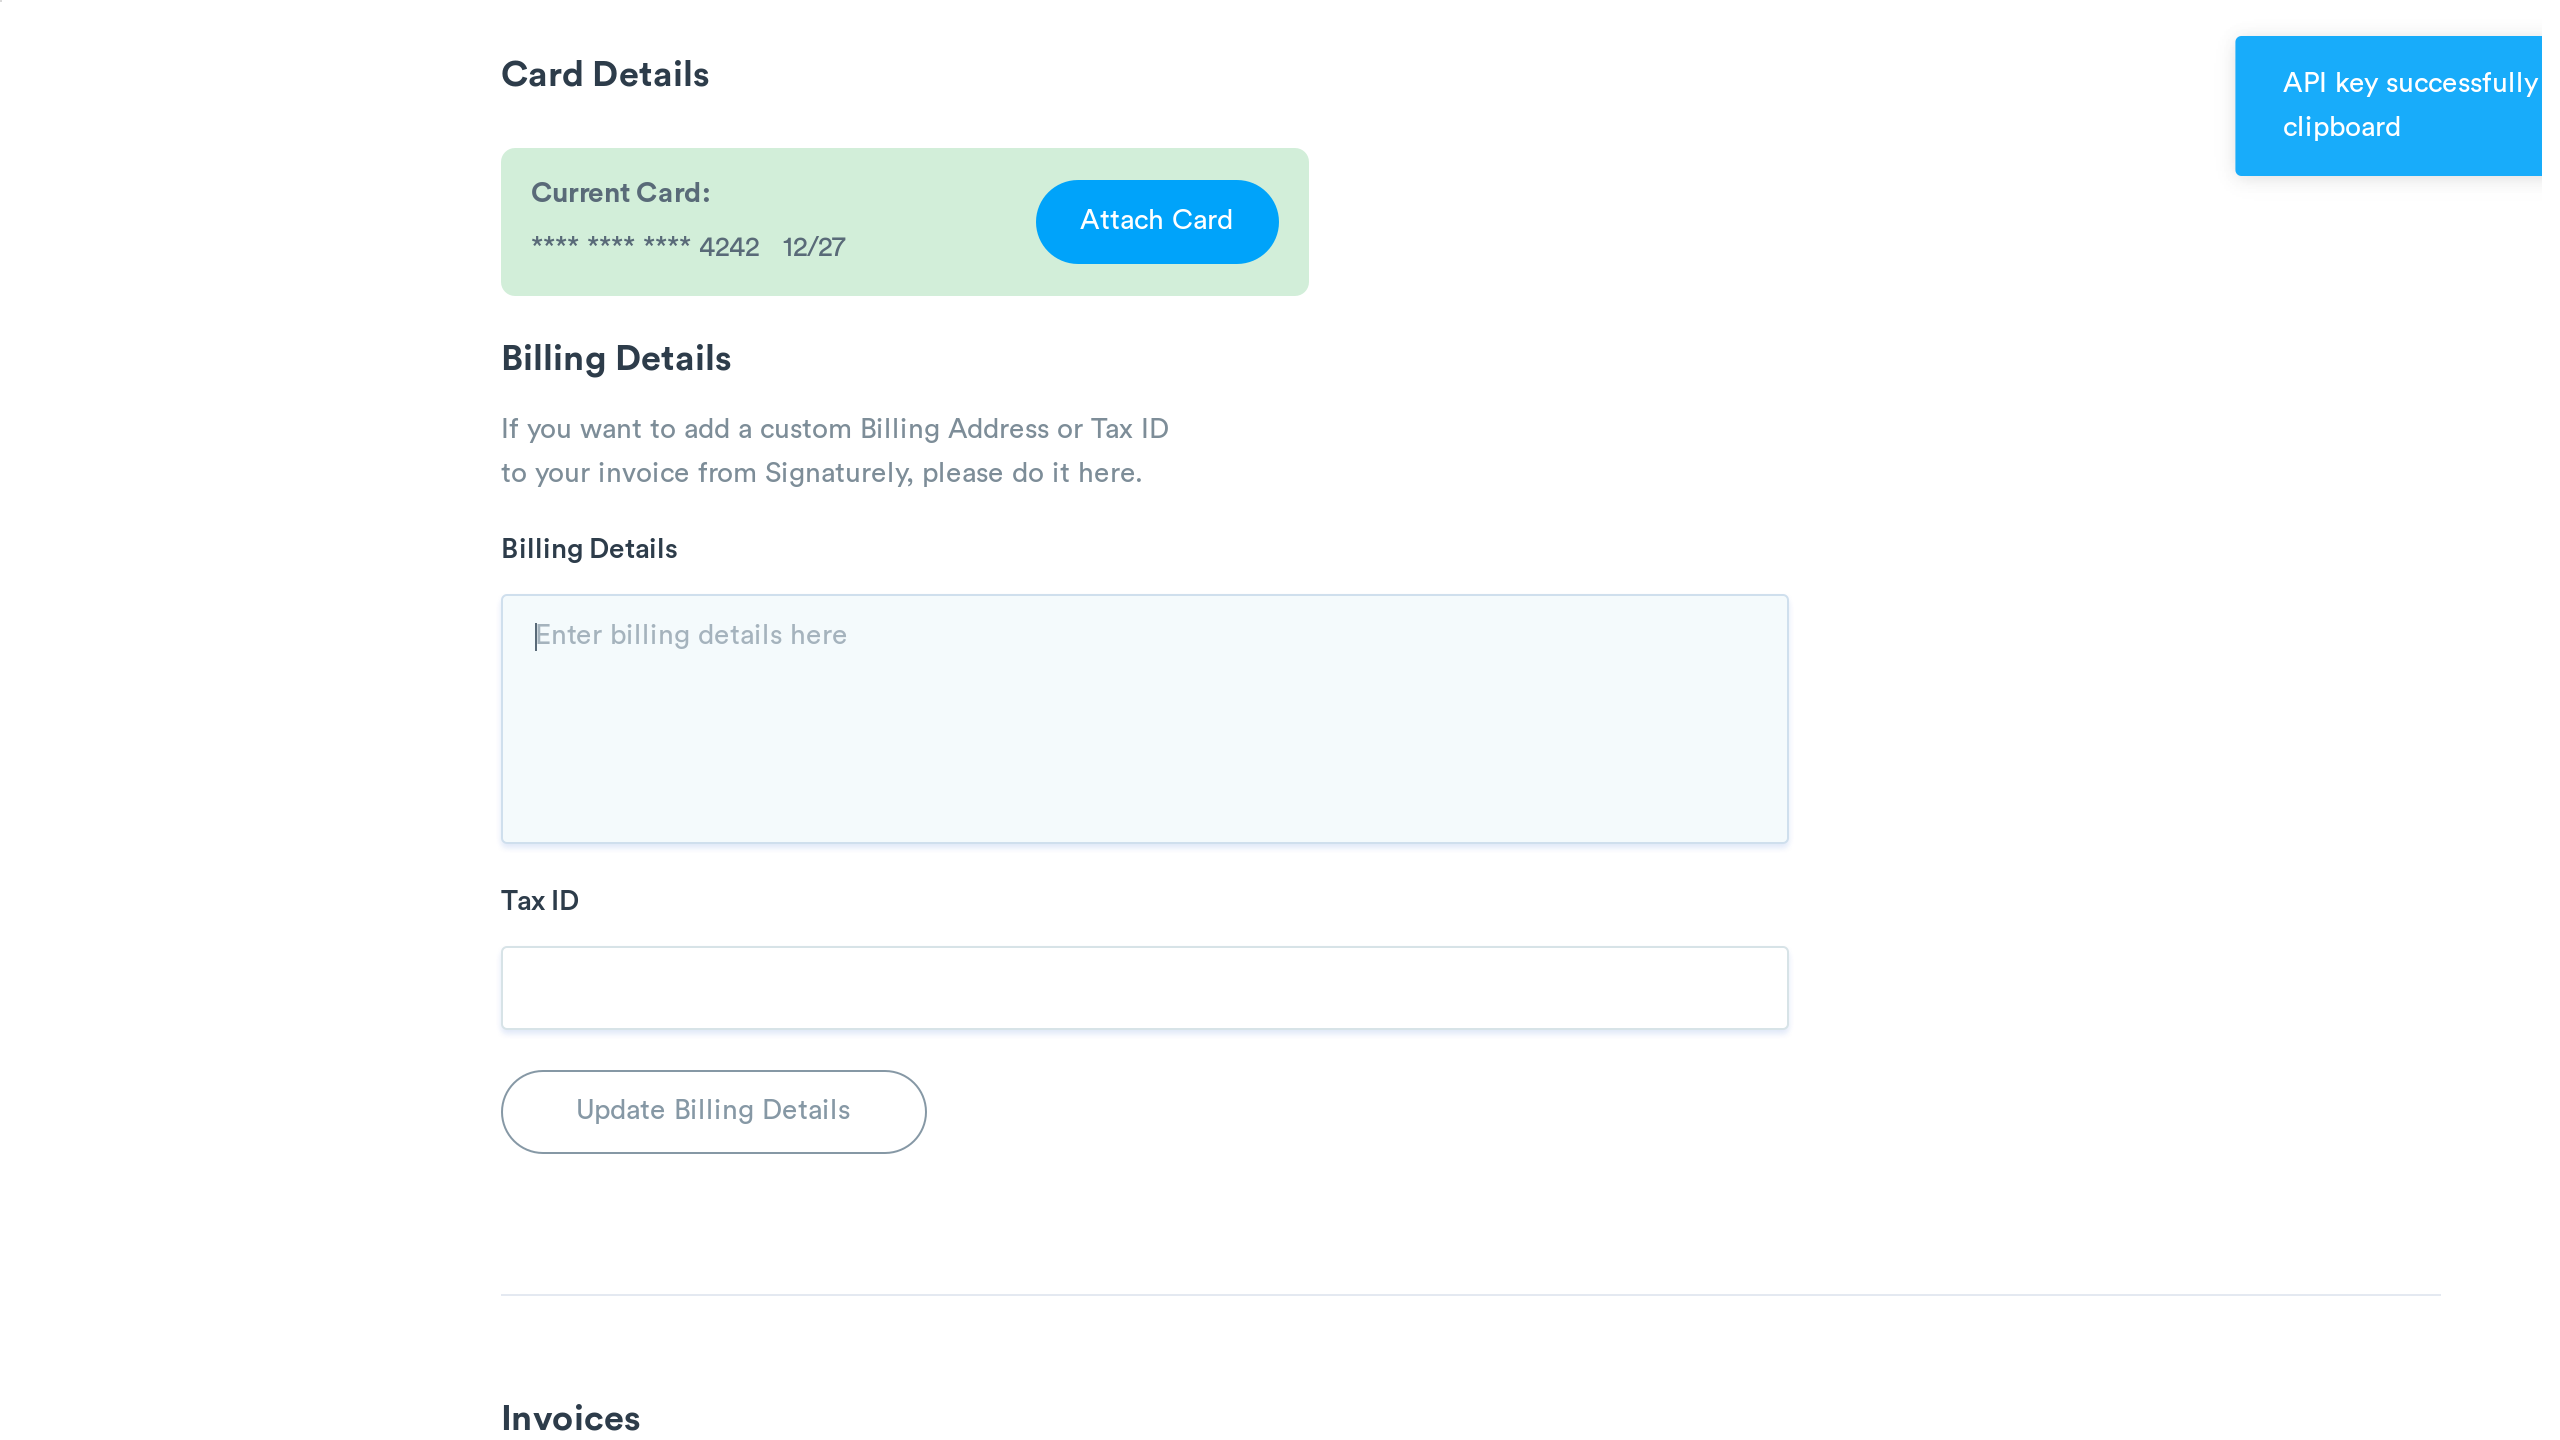 Card Details
API key successfully
clipboard
Current Card:
**** **** **** 4242 12/27
Attach Card
Billing Details
If you want to add a custom Billing Address or Tax ID
to your invoice from Signaturely, please do it here.
Billing Details
Enter billing details here
Tax ID
Update Billing Details
Invoices